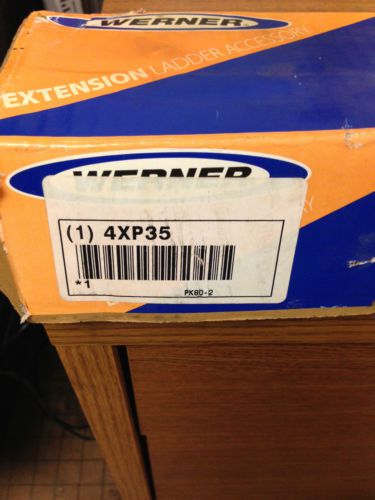 WERNER
EXTENSION LADDER ACCESSORY
WERNER
(1) 4XP35
*1
PK80-2